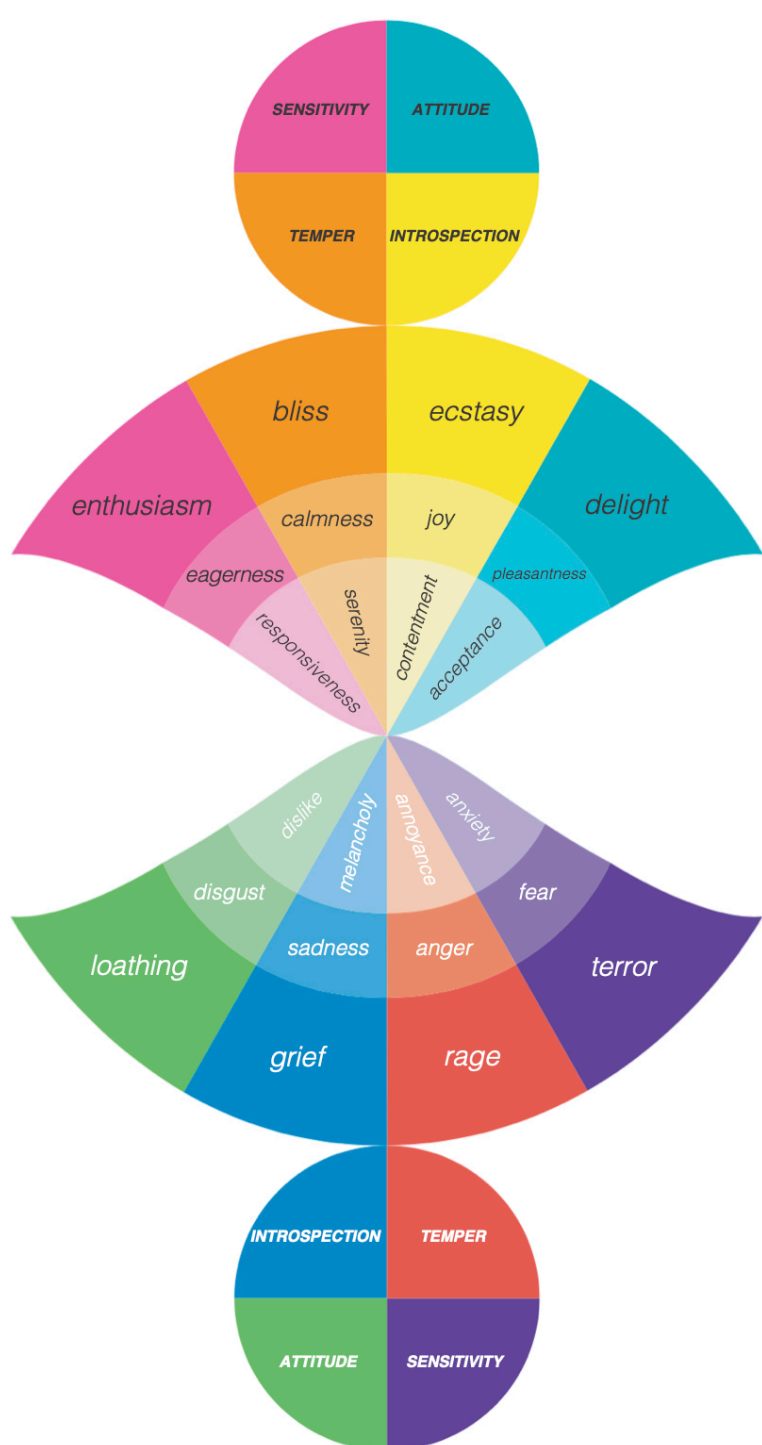 SENSITIVITY
ATTITUDE
TEMPER
INTROSPECTION
bliss
ecstasy
enthusiasm
delight
calmness
joy
eagerness
pleasantness
responsiveness
serenity
contentment
acceptance
dislike
melancholy
annoyance
anxiety
disgust
fear
sadness
anger
loathing
terror
grief
rage
INTROSPECTION
TEMPER
ATTITUDE
SENSITIVITY